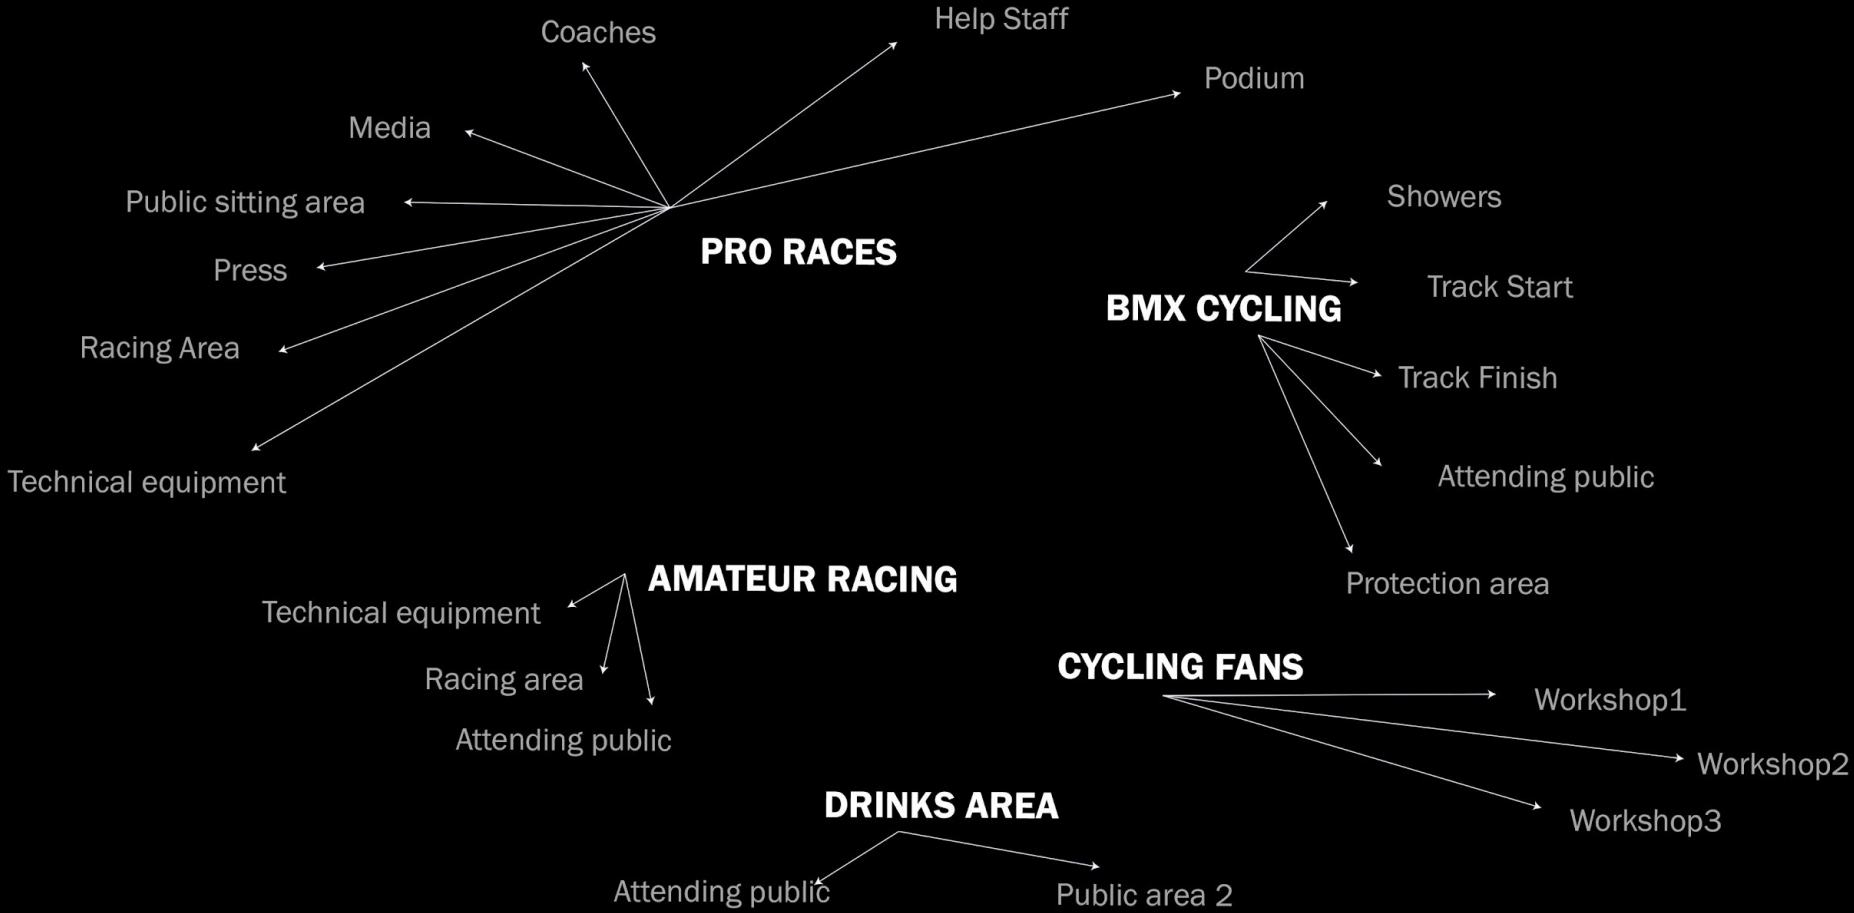 Coaches
Help Staff
Podium
Media
Public sitting area
Press
Racing Area
Technical equipment
PRO RACES
Showers
Track Start
BMX CYCLING
Track Finish
Attending public
Protection area
AMATEUR RACING
Technical equipment
Racing area
Attending public
CYCLING FANS
Workshop1
Workshop2
Workshop3
DRINKS AREA
Attending public
Public area 2